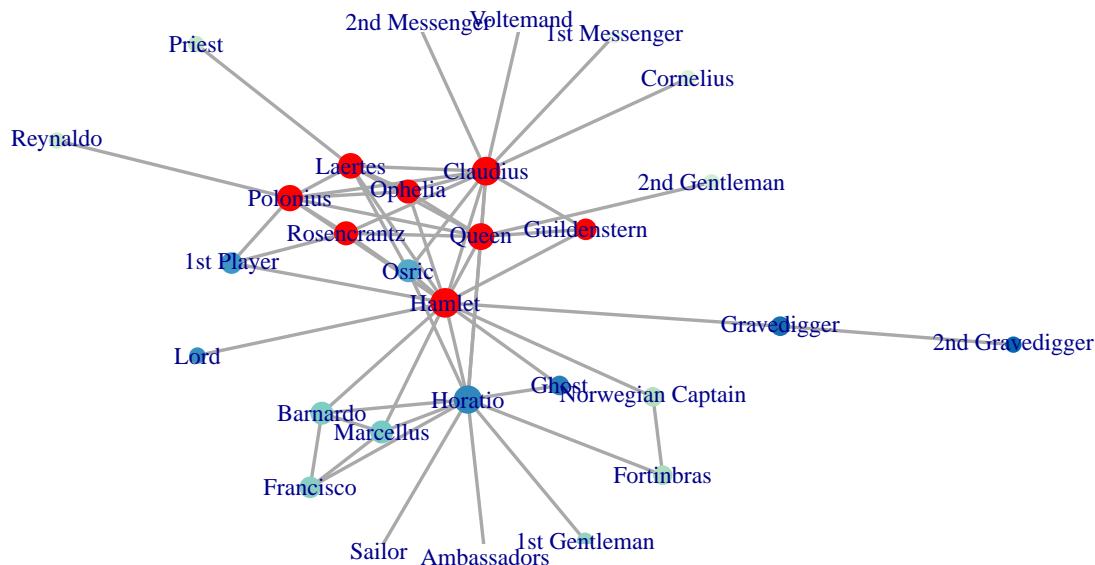 2nd Messenger
Voltemand
1st Messenger
Priest
Cornelius
Reynaldo
Laertes
Claudius
Ophelia
2nd Gentleman
Polonius
Rosencrantz
Queen
Guildenstern
1st Player
Osric
Hamlet
Gravedigger
2nd Gravedigger
Lord
Ghost
Norwegian Captain
Horatio
Barnardo
Marcellus
Fortinbras
Francisco
Sailor
Ambassadors
1st Gentleman